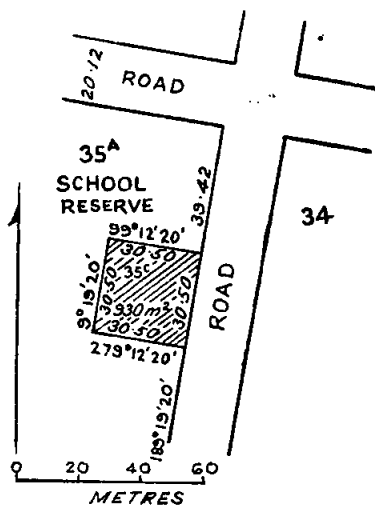 20·12
ROAD
35ᴬ
SCHOOL
RESERVE
39·42
34
99°12'20"
30·50
35ᶜ
9°19'20"
30·50
930 m²
30·50
30·50
279°12'20"
ROAD
189°19'20"
0 20 40 60
METRES